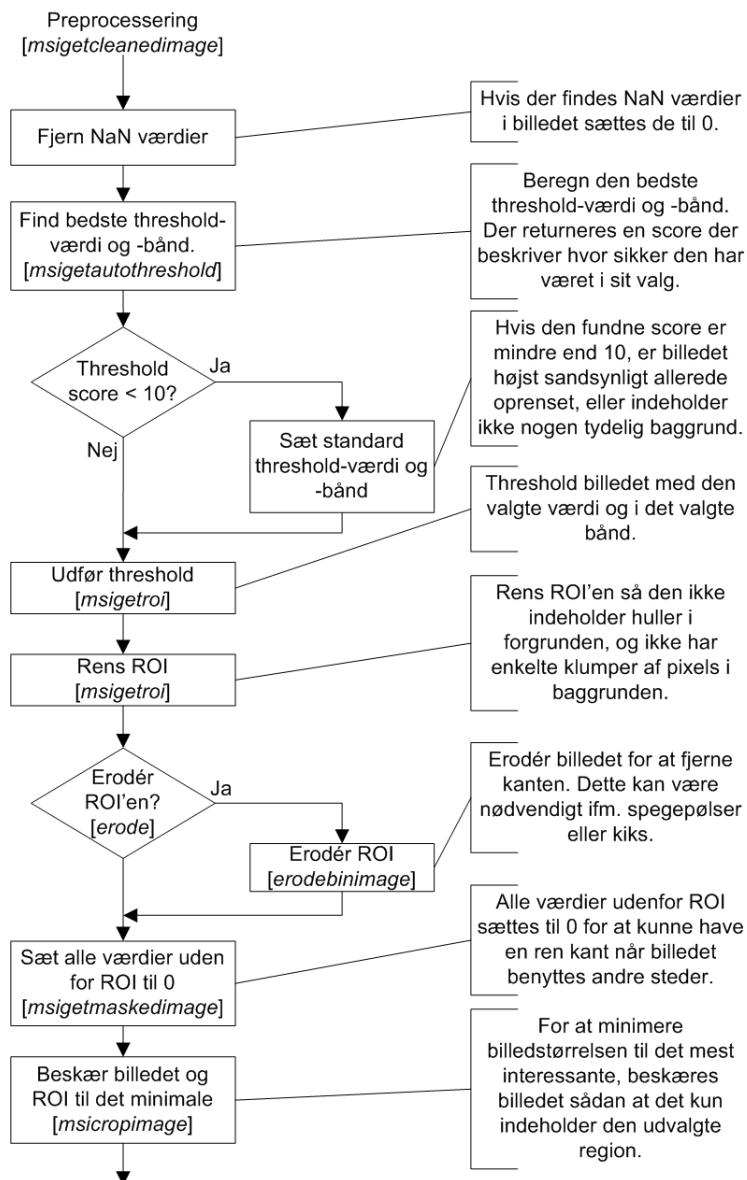 Preprocessering
[msigetcleanedimage]
Fjern NaN værdier
Hvis der findes NaN værdier
i billedet sættes de til 0.
Find bedste threshold-
værdi og -bånd.
[msigetautothreshold]
Beregn den bedste
threshold-værdi og -bånd.
Der returneres en score der
beskriver hvor sikker den har
været i sit valg.
Threshold
score < 10?
Ja
Nej
Sæt standard
threshold-værdi og
-bånd
Hvis den fundne score er
mindre end 10, er billedet
højst sandsynligt allerede
oprenset, eller indeholder
ikke nogen tydelig baggrund.
Udfør threshold
[msigetroi]
Threshold billedet med den
valgte værdi og i det valgte
bånd.
Rens ROI
[msigetroi]
Rens ROI'en så den ikke
indeholder huller i
forgrunden, og ikke har
enkelte klumper af pixels i
baggrunden.
Erodér
ROI'en?
[erode]
Ja
Erodér ROI
[erodebinimage]
Erodér billedet for at fjerne
kanten. Dette kan være
nødvendigt ifm. spegepølser
eller kiks.
Sæt alle værdier uden
for ROI til 0
[msigetmaskedimage]
Alle værdier udenfor ROI
sættes til 0 for at kunne have
en ren kant når billedet
benyttes andre steder.
Beskær billedet og
ROI til det minimale
[msicropimage]
For at minimere
billedstørrelsen til det mest
interessante, beskæres
billedet sådan at det kun
indeholder den udvalgte
region.